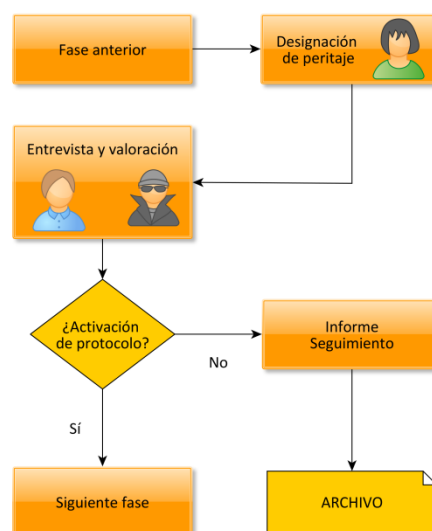 Fase anterior
Designación
de peritaje
Entrevista y valoración
¿Activación
de protocolo?
No
Informe
Seguimiento
Sí
Siguiente fase
ARCHIVO